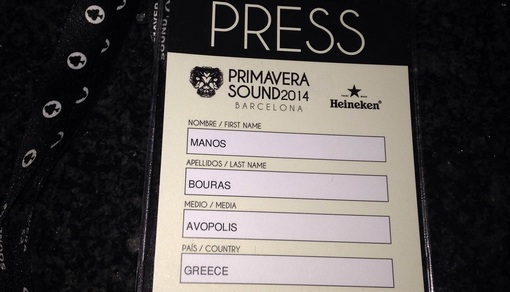 PRESS
PRIMAVERA
SOUND2014
BARCELONA
Heineken
NOMBRE / FIRST NAME
MANOS
APELLIDOS / LAST NAME
BOURAS
MEDIO / MEDIA
AVOPOLIS
PAÍS / COUNTRY
GREECE